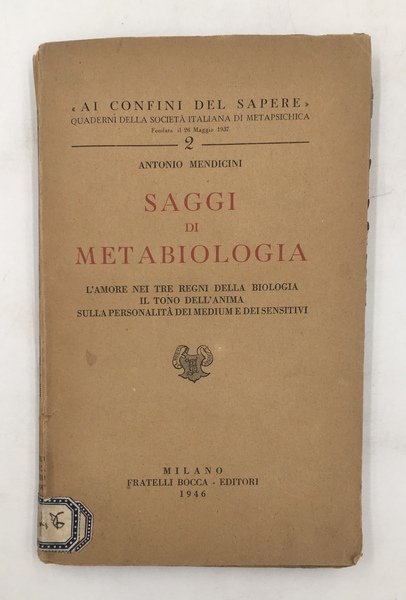 « AI CONFINI DEL SAPERE »
QUADERNI DELLA SOCIETÀ ITALIANA DI METAPSICHICA
Fondata il 26 Maggio 1937
2
ANTONIO MENDICINI
SAGGI
DI
METABIOLOGIA
L'AMORE NEI TRE REGNI DELLA BIOLOGIA
IL TONO DELL'ANIMA
SULLA PERSONALITÀ DEI MEDIUM E DEI SENSITIVI
MILANO
FRATELLI BOCCA - EDITORI
1946